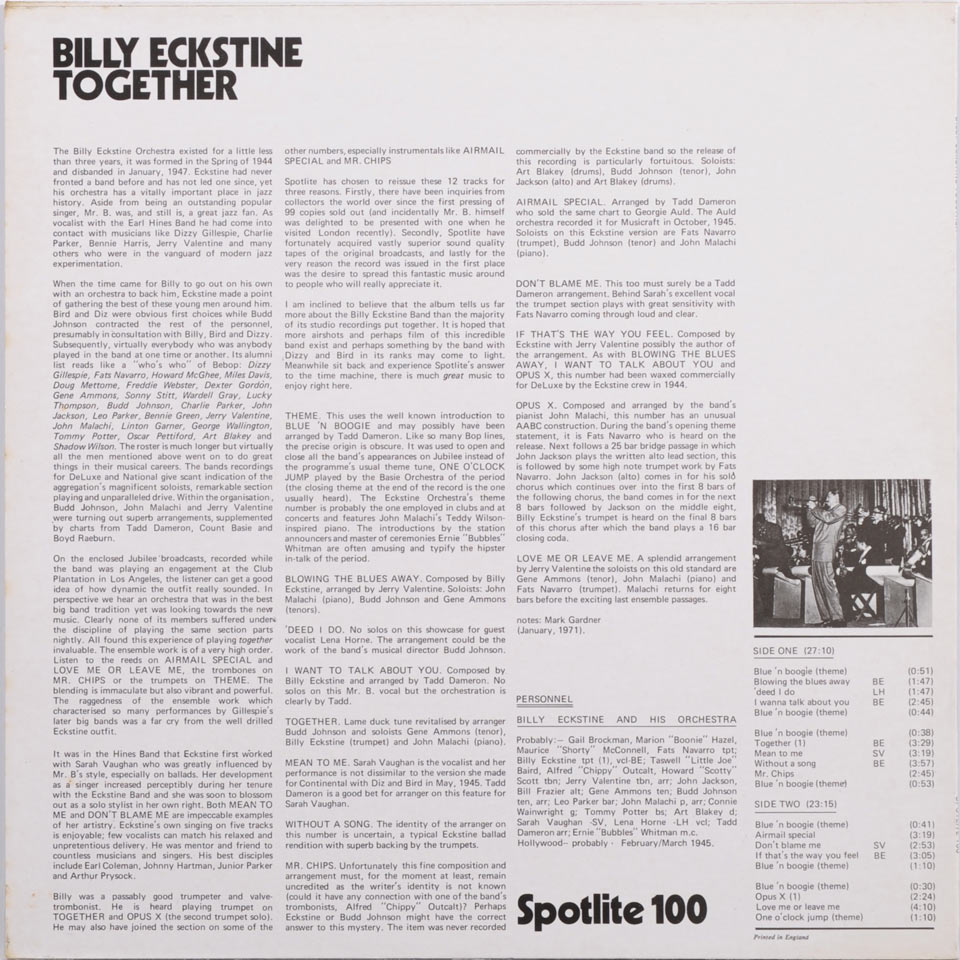 BILLY ECKSTINE
TOGETHER
The Billy Eckstine Orchestra existed for a little less
than three years, it was formed in the Spring of 1944
and disbanded in January, 1947. Eckstine had never
fronted a band before and has not led one since, yet
his orchestra has a vitally important place in jazz
history. Aside from being an outstanding popular
singer, Mr. B. was, and still is, a great jazz fan. As
vocalist with the Earl Hines Band he had come into
contact with musicians like Dizzy Gillespie, Charlie
Parker, Bennie Harris, Jerry Valentine and many
others who were in the vanguard of modern jazz
experimentation.
When the time came for Billy to go out on his own
with an orchestra to back him, Eckstine made a point
of gathering the best of these young men around him.
Bird and Diz were obvious first choices while Budd
Johnson contracted the rest of the personnel,
presumably in consultation with Billy, Bird and Dizzy.
Subsequently, virtually everybody who was anybody
played in the band at one time or another. Its alumni
list reads like a "who's who" of Bebop: Dizzy
Gillespie, Fats Navarro, Howard McGhee, Miles Davis,
Doug Mettome, Freddie Webster, Dexter Gordon,
Gene Ammons, Sonny Stitt, Wardell Gray, Lucky
Thompson, Budd Johnson, Charlie Parker, John
Jackson, Leo Parker, Bennie Green, Jerry Valentine,
John Malachi, Linton Garner, George Wallington,
Tommy Potter, Oscar Pettiford, Art Blakey and
Shadow Wilson. The roster is much longer but virtually
all the men mentioned above went on to do great
things in their musical careers. The bands recordings
for DeLuxe and National give scant indication of the
aggregation's magnificent soloists, remarkable section
playing and unparalleled drive. Within the organisation,
Budd Johnson, John Malachi and Jerry Valentine
were turning out superb arrangements, supplemented
by charts from Tadd Dameron, Count Basie and
Boyd Raeburn.
On the enclosed Jubilee broadcasts, recorded while
the band was playing an engagement at the Club
Plantation in Los Angeles, the listener can get a good
idea of how dynamic the outfit really sounded. In
perspective we hear an orchestra that was in the best
big band tradition yet was looking towards the new
music. Clearly none of its members suffered under
the discipline of playing the same section parts
nightly. All found this experience of playing together
invaluable. The ensemble work is of a very high order.
Listen to the reeds on AIRMAIL SPECIAL and
LOVE ME OR LEAVE ME, the trombones on
MR. CHIPS or the trumpets on THEME. The
blending is immaculate but also vibrant and powerful.
The raggedness of the ensemble work which
characterised so many performances by Gillespie's
later big bands was a far cry from the well drilled
Eckstine outfit.
It was in the Hines Band that Eckstine first worked
with Sarah Vaughan who was greatly influenced by
Mr. B's style, especially on ballads. Her development
as a singer increased perceptibly during her tenure
with the Eckstine Band and she was soon to blossom
out as a solo stylist in her own right. Both MEAN TO
ME and DON'T BLAME ME are impeccable examples
of her artistry. Eckstine's own singing on five tracks
is enjoyable; few vocalists can match his relaxed and
unpretentious delivery. He was mentor and friend to
countless musicians and singers. His best disciples
include Earl Coleman, Johnny Hartman, Junior Parker
and Arthur Prysock.
Billy was a passably good trumpeter and valve-
trombonist. He is heard playing trumpet on
TOGETHER and OPUS X (the second trumpet solo).
He may also have joined the section on some of the
other numbers, especially instrumentals like AIRMAIL
SPECIAL and MR. CHIPS
Spotlite has chosen to reissue these 12 tracks for
three reasons. Firstly, there have been inquiries from
collectors the world over since the first pressing of
99 copies sold out (and incidentally Mr. B. himself
was delighted to be presented with one when he
visited London recently). Secondly, Spotlite have
fortunately acquired vastly superior sound quality
tapes of the original broadcasts, and lastly for the
very reason the record was issued in the first place
was the desire to spread this fantastic music around
to people who will really appreciate it.
I am inclined to believe that the album tells us far
more about the Billy Eckstine Band than the majority
of its studio recordings put together. It is hoped that
more airshots and perhaps film of this incredible
band exist and perhaps something by the band with
Dizzy and Bird in its ranks may come to light.
Meanwhile sit back and experience Spotlite's answer
to the time machine, there is much great music to
enjoy right here.
THEME. This uses the well known introduction to
BLUE 'N BOOGIE and may possibly have been
arranged by Tadd Dameron. Like so many Bop lines,
the precise origin is obscure. It was used to open and
close all the band's appearances on Jubilee instead of
the programme's usual theme tune, ONE O'CLOCK
JUMP played by the Basie Orchestra of the period
(the closing theme at the end of the record is the one
usually heard). The Eckstine Orchestra's theme
number is probably the one employed in clubs and at
concerts and features John Malachi's Teddy Wilson-
inspired piano. The introductions by the station
announcers and master of ceremonies Ernie "Bubbles"
Whitman are often amusing and typify the hipster
in-talk of the period.
BLOWING THE BLUES AWAY. Composed by Billy
Eckstine, arranged by Jerry Valentine. Soloists: John
Malachi (piano), Budd Johnson and Gene Ammons
(tenors).
'DEED I DO. No solos on this showcase for guest
vocalist Lena Horne. The arrangement could be the
work of the band's musical director Budd Johnson.
I WANT TO TALK ABOUT YOU. Composed by
Billy Eckstine and arranged by Tadd Dameron. No
solos on this Mr. B. vocal but the orchestration is
clearly by Tadd.
TOGETHER. Lame duck tune revitalised by arranger
Budd Johnson and soloists Gene Ammons (tenor),
Billy Eckstine (trumpet) and John Malachi (piano).
MEAN TO ME. Sarah Vaughan is the vocalist and her
performance is not dissimilar to the version she made
for Continental with Diz and Bird in May, 1945. Tadd
Dameron is a good bet for arranger on this feature for
Sarah Vaughan.
WITHOUT A SONG. The identity of the arranger on
this number is uncertain, a typical Eckstine ballad
rendition with superb backing by the trumpets.
MR. CHIPS. Unfortunately this fine composition and
arrangement must, for the moment at least, remain
uncredited as the writer's identity is not known
(could it have any connection with one of the band's
trombonists, Alfred "Chippy" Outcalt)? Perhaps
Eckstine or Budd Johnson might have the correct
answer to this mystery. The item was never recorded
commercially by the Eckstine band so the release of
this recording is particularly fortuitous. Soloists:
Art Blakey (drums), Budd Johnson (tenor), John
Jackson (alto) and Art Blakey (drums).
AIRMAIL SPECIAL. Arranged by Tadd Dameron
who sold the same chart to Georgie Auld. The Auld
orchestra recorded it for Musicraft in October, 1945.
Soloists on this Eckstine version are Fats Navarro
(trumpet), Budd Johnson (tenor) and John Malachi
(piano).
DON'T BLAME ME. This too must surely be a Tadd
Dameron arrangement. Behind Sarah's excellent vocal
the trumpet section plays with great sensitivity with
Fats Navarro coming through loud and clear.
IF THAT'S THE WAY YOU FEEL. Composed by
Eckstine with Jerry Valentine possibly the author of
the arrangement. As with BLOWING THE BLUES
AWAY, I WANT TO TALK ABOUT YOU and
OPUS X, this number had been waxed commercially
for DeLuxe by the Eckstine crew in 1944.
OPUS X. Composed and arranged by the band's
pianist John Malachi, this number has an unusual
AABC construction. During the band's opening theme
statement, it is Fats Navarro who is heard on the
release. Next follows a 25 bar bridge passage in which
John Jackson plays the written alto lead section, this
is followed by some high note trumpet work by Fats
Navarro. John Jackson (alto) comes in for his solo
chorus which continues over into the first 8 bars of
the following chorus, the band comes in for the next
8 bars followed by Jackson on the middle eight,
Billy Eckstine's trumpet is heard on the final 8 bars
of this chorus after which the band plays a 16 bar
closing coda.
LOVE ME OR LEAVE ME. A splendid arrangement
by Jerry Valentine the soloists on this old standard are
Gene Ammons (tenor), John Malachi (piano) and
Fats Navarro (trumpet). Malachi returns for eight
bars before the exciting last ensemble passages.
notes: Mark Gardner
(January, 1971).
PERSONNEL
BILLY ECKSTINE AND HIS ORCHESTRA
Probably:— Gail Brockman, Marion "Boonie" Hazel,
Maurice "Shorty" McConnell, Fats Navarro tpt;
Billy Eckstine tpt (1), vcl-BE; Taswell "Little Joe"
Baird, Alfred "Chippy" Outcalt, Howard "Scotty"
Scott tbn; Jerry Valentine tbn, arr; John Jackson,
Bill Frazier alt; Gene Ammons ten; Budd Johnson
ten, arr; Leo Parker bar; John Malachi p, arr; Connie
Wainwright g; Tommy Potter bs; Art Blakey d;
Sarah Vaughan -SV, Lena Horne -LH vcl; Tadd
Dameron arr; Ernie "Bubbles" Whitman m.c.
Hollywood– probably · February/March 1945.
Spotlite 100
SIDE ONE (27:10)
Blue 'n boogie (theme) (0:51)
Blowing the blues away BE (1:47)
'deed I do LH (1:47)
I wanna talk about you BE (2:45)
Blue 'n boogie (theme) (0:44)
Blue 'n boogie (theme) (0:38)
Together (1) BE (3:29)
Mean to me SV (3:19)
Without a song BE (3:57)
Mr. Chips (2:45)
Blue 'n boogie (theme) (0:53)
SIDE TWO (23:15)
Blue 'n boogie (theme) (0:41)
Airmail special (3:19)
Don't blame me SV (2:53)
If that's the way you feel BE (3:05)
Blue 'n boogie (theme) (1:10)
Blue 'n boogie (theme) (0:30)
Opus X (1) (2:24)
Love me or leave me (4:10)
One o'clock jump (theme) (1:10)
Printed in England